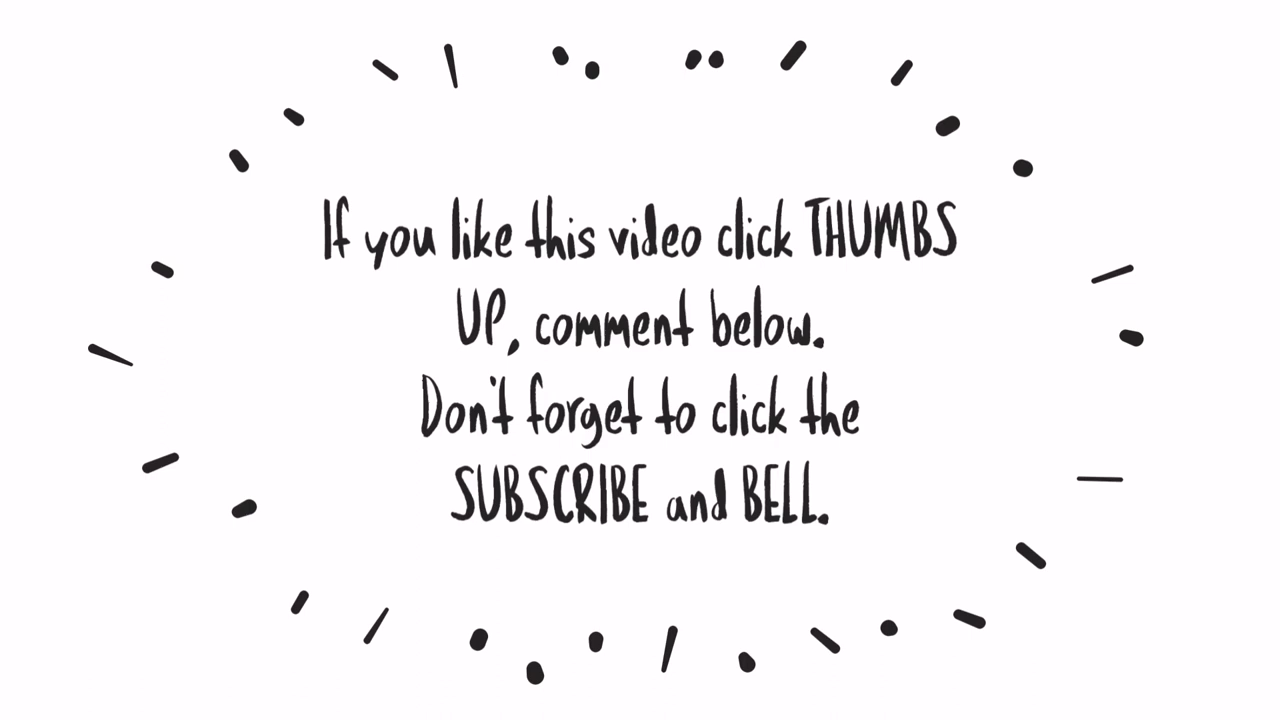 If you like this video click THUMBS
UP, comment below.
Don't forget to click the
SUBSCRIBE and BELL.